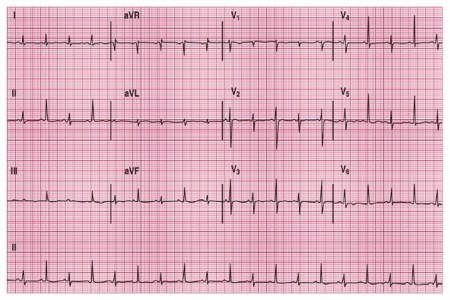 I aVR V₁ V₄
II aVL V₂ V₅
III aVF V₃ V₆
II